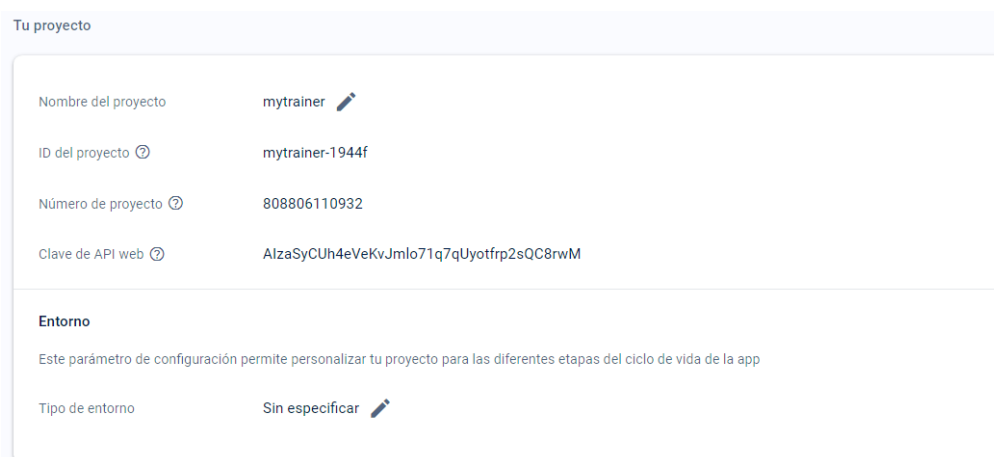 Tu proyecto
Nombre del proyecto mytrainer
ID del proyecto mytrainer-1944f
Número de proyecto 808806110932
Clave de API web AIzaSyCUh4eVeKvJmlo71q7qUyotfrp2sQC8rwM
Entorno
Este parámetro de configuración permite personalizar tu proyecto para las diferentes etapas del ciclo de vida de la app
Tipo de entorno Sin especificar